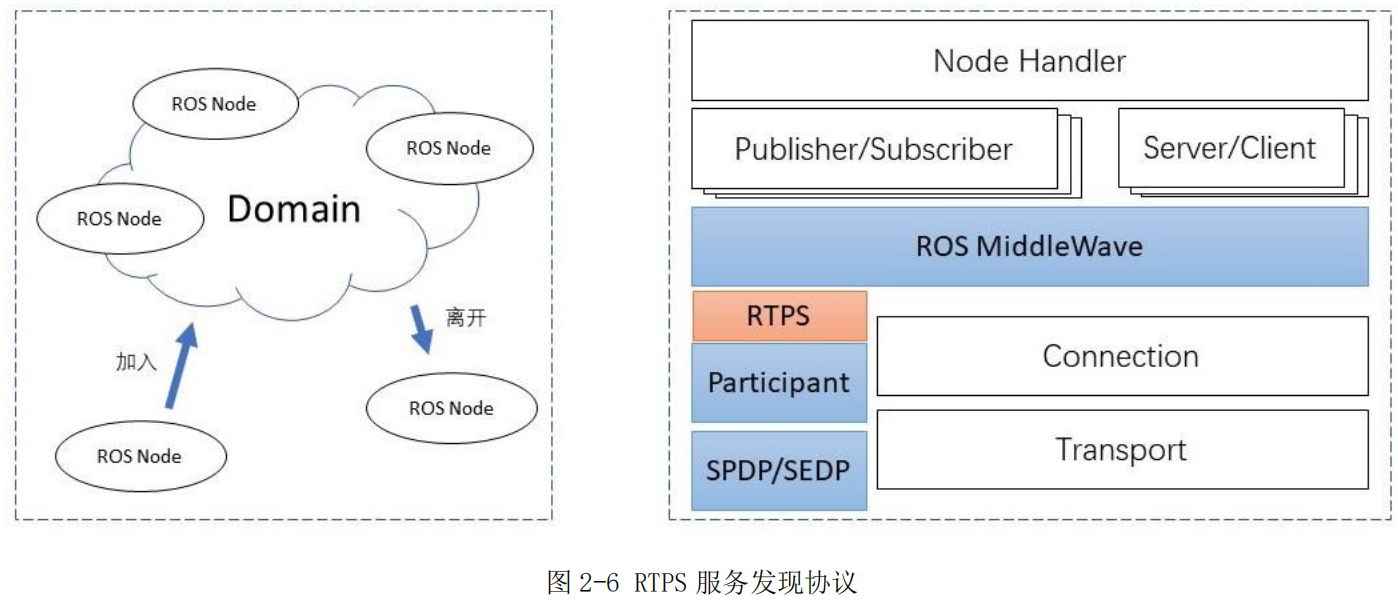 ROS Node
ROS Node
ROS Node
Domain
离开
加入
ROS Node
ROS Node
Node Handler
Publisher/Subscriber
Server/Client
ROS MiddleWave
RTPS
Connection
Participant
Transport
SPDP/SEDP
图 2-6 RTPS 服务发现协议